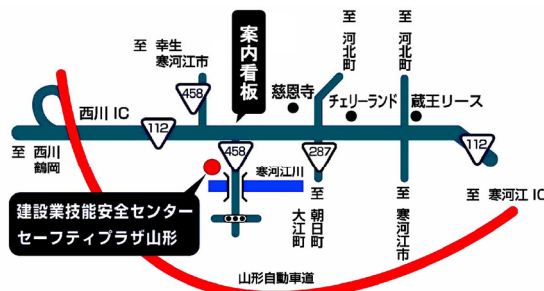 至 幸生
寒河江市
案内看板
至 河北町
至 河北町
458
慈恩寺
チェリーランド
蔵王リース
西川 IC
112
458
287
112
至 西川
鶴岡
寒河江川
建設業技能安全センター
セーフティプラザ山形
至 朝日町
大江町
至 寒河江市
至 寒河江 IC
山形自動車道